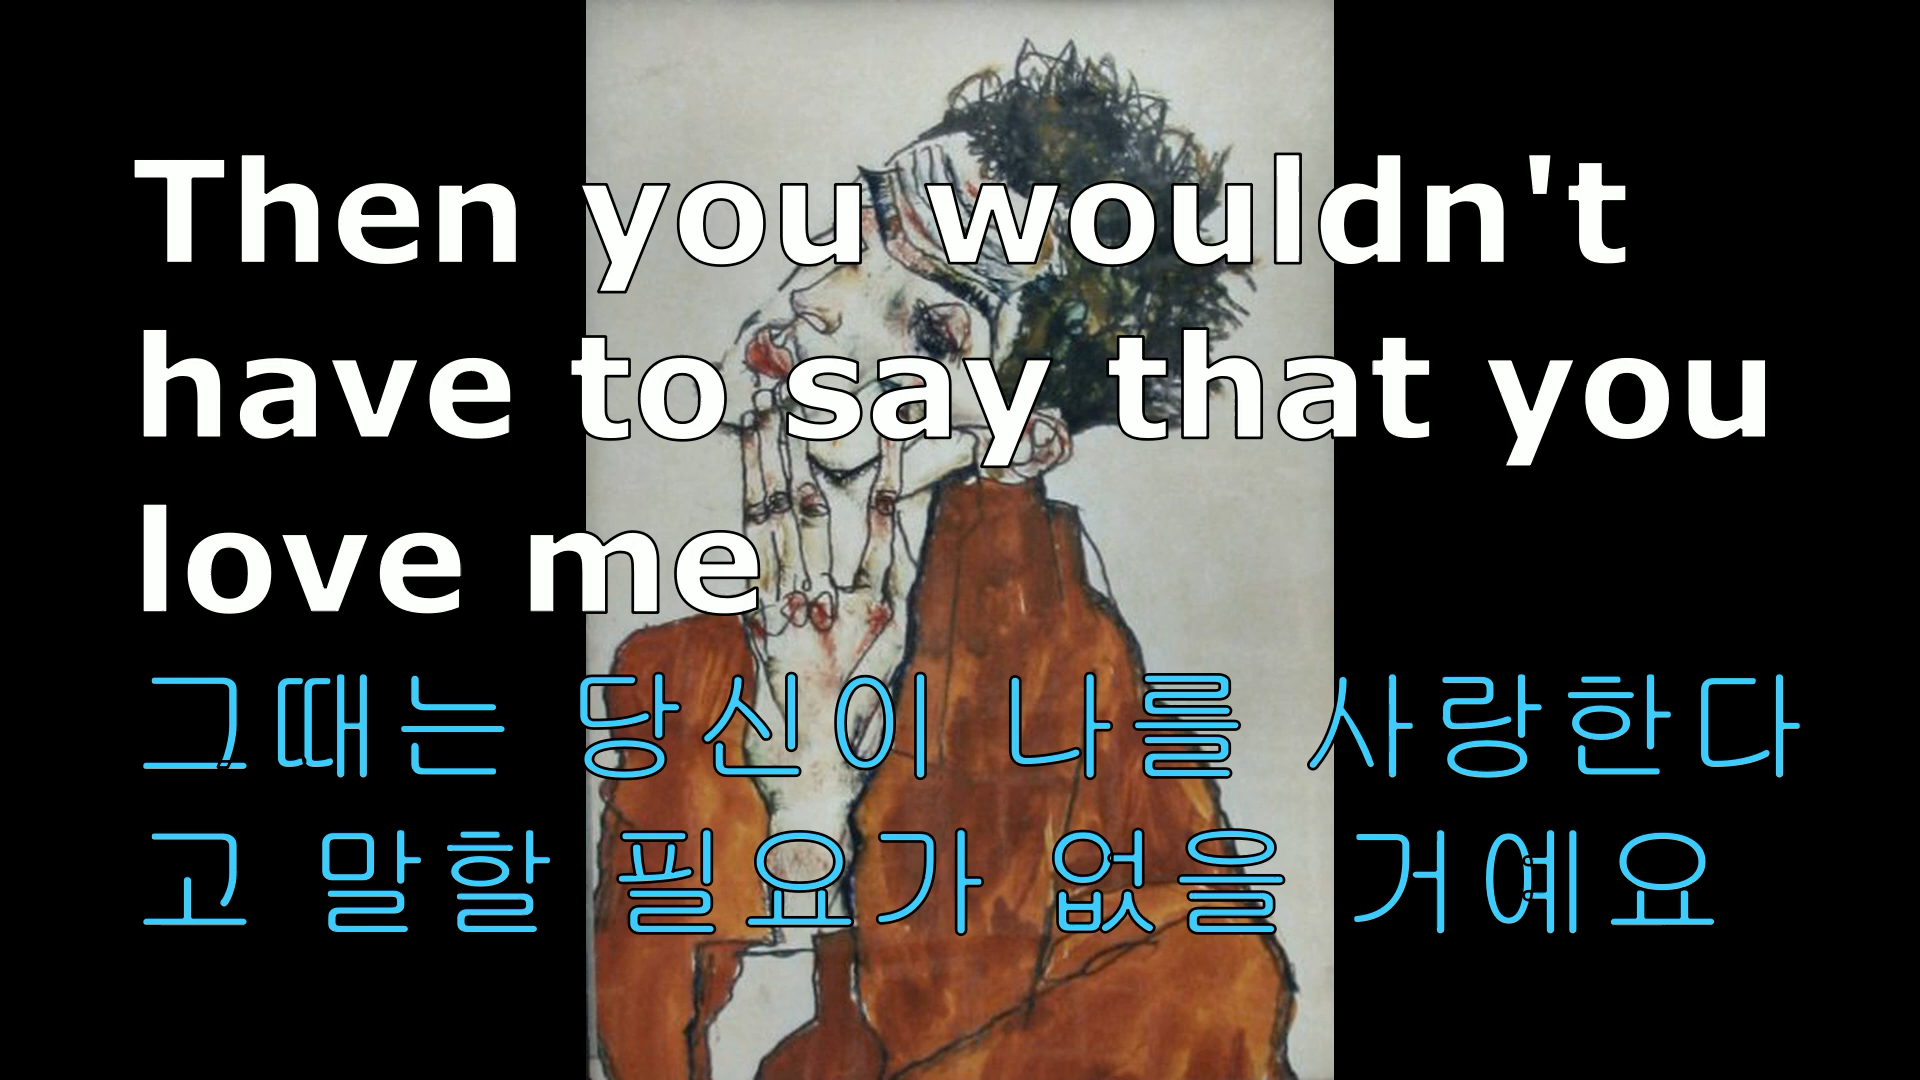 Then you wouldn't
have to say that you
love me
그때는 당신이 나를 사랑한다
고 말할 필요가 없을 거예요